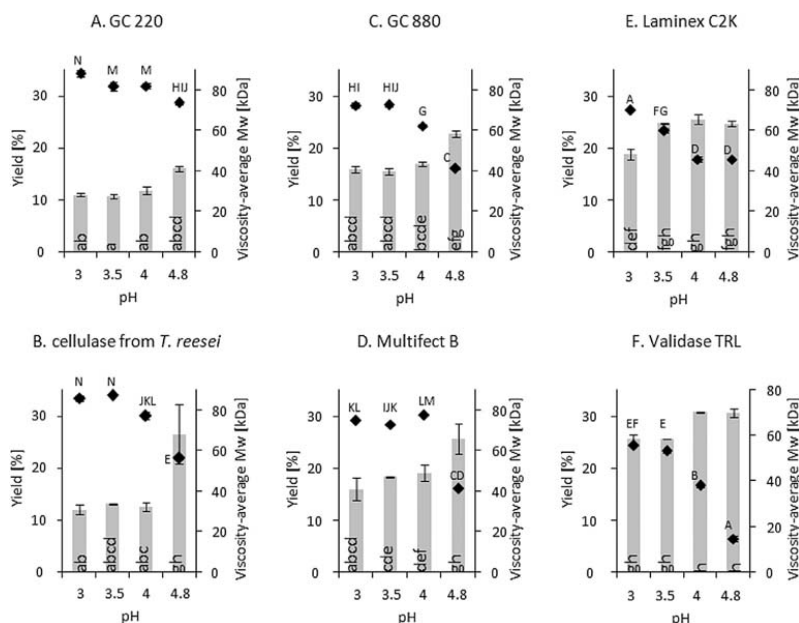 A. GC 220
Yield [%]
30
20
10
0
N
M
M
HIJ
ab
a
ab
abcd
3
3.5
4
4.8
pH
80
60
40
20
0
Viscosity-average Mw [kDa]
C. GC 880
Yield [%]
30
20
10
0
HI
HIJ
G
C
abcd
abcd
bcde
efg
3
3.5
4
4.8
pH
80
60
40
20
0
Viscosity-average Mw [kDa]
E. Laminex C2K
Yield [%]
30
20
10
0
A
FG
D
D
def
fgh
gh
fgh
3
3.5
4
4.8
pH
80
60
40
20
0
Viscosity-average Mw [kDa]
B. cellulase from T. reesei
Yield [%]
30
20
10
0
N
N
JKL
E
ab
abcd
abc
gh
3
3.5
4
4.8
pH
80
60
40
20
0
Viscosity-average Mw [kDa]
D. Multifect B
Yield [%]
30
20
10
0
KL
IJK
LM
CD
abcd
cde
def
gh
3
3.5
4
4.8
pH
80
60
40
20
0
Viscosity-average Mw [kDa]
F. Validase TRL
Yield [%]
30
20
10
0
EF
E
B
A
gh
gh
3
3.5
4
4.8
pH
80
60
40
20
0
Viscosity-average Mw [kDa]